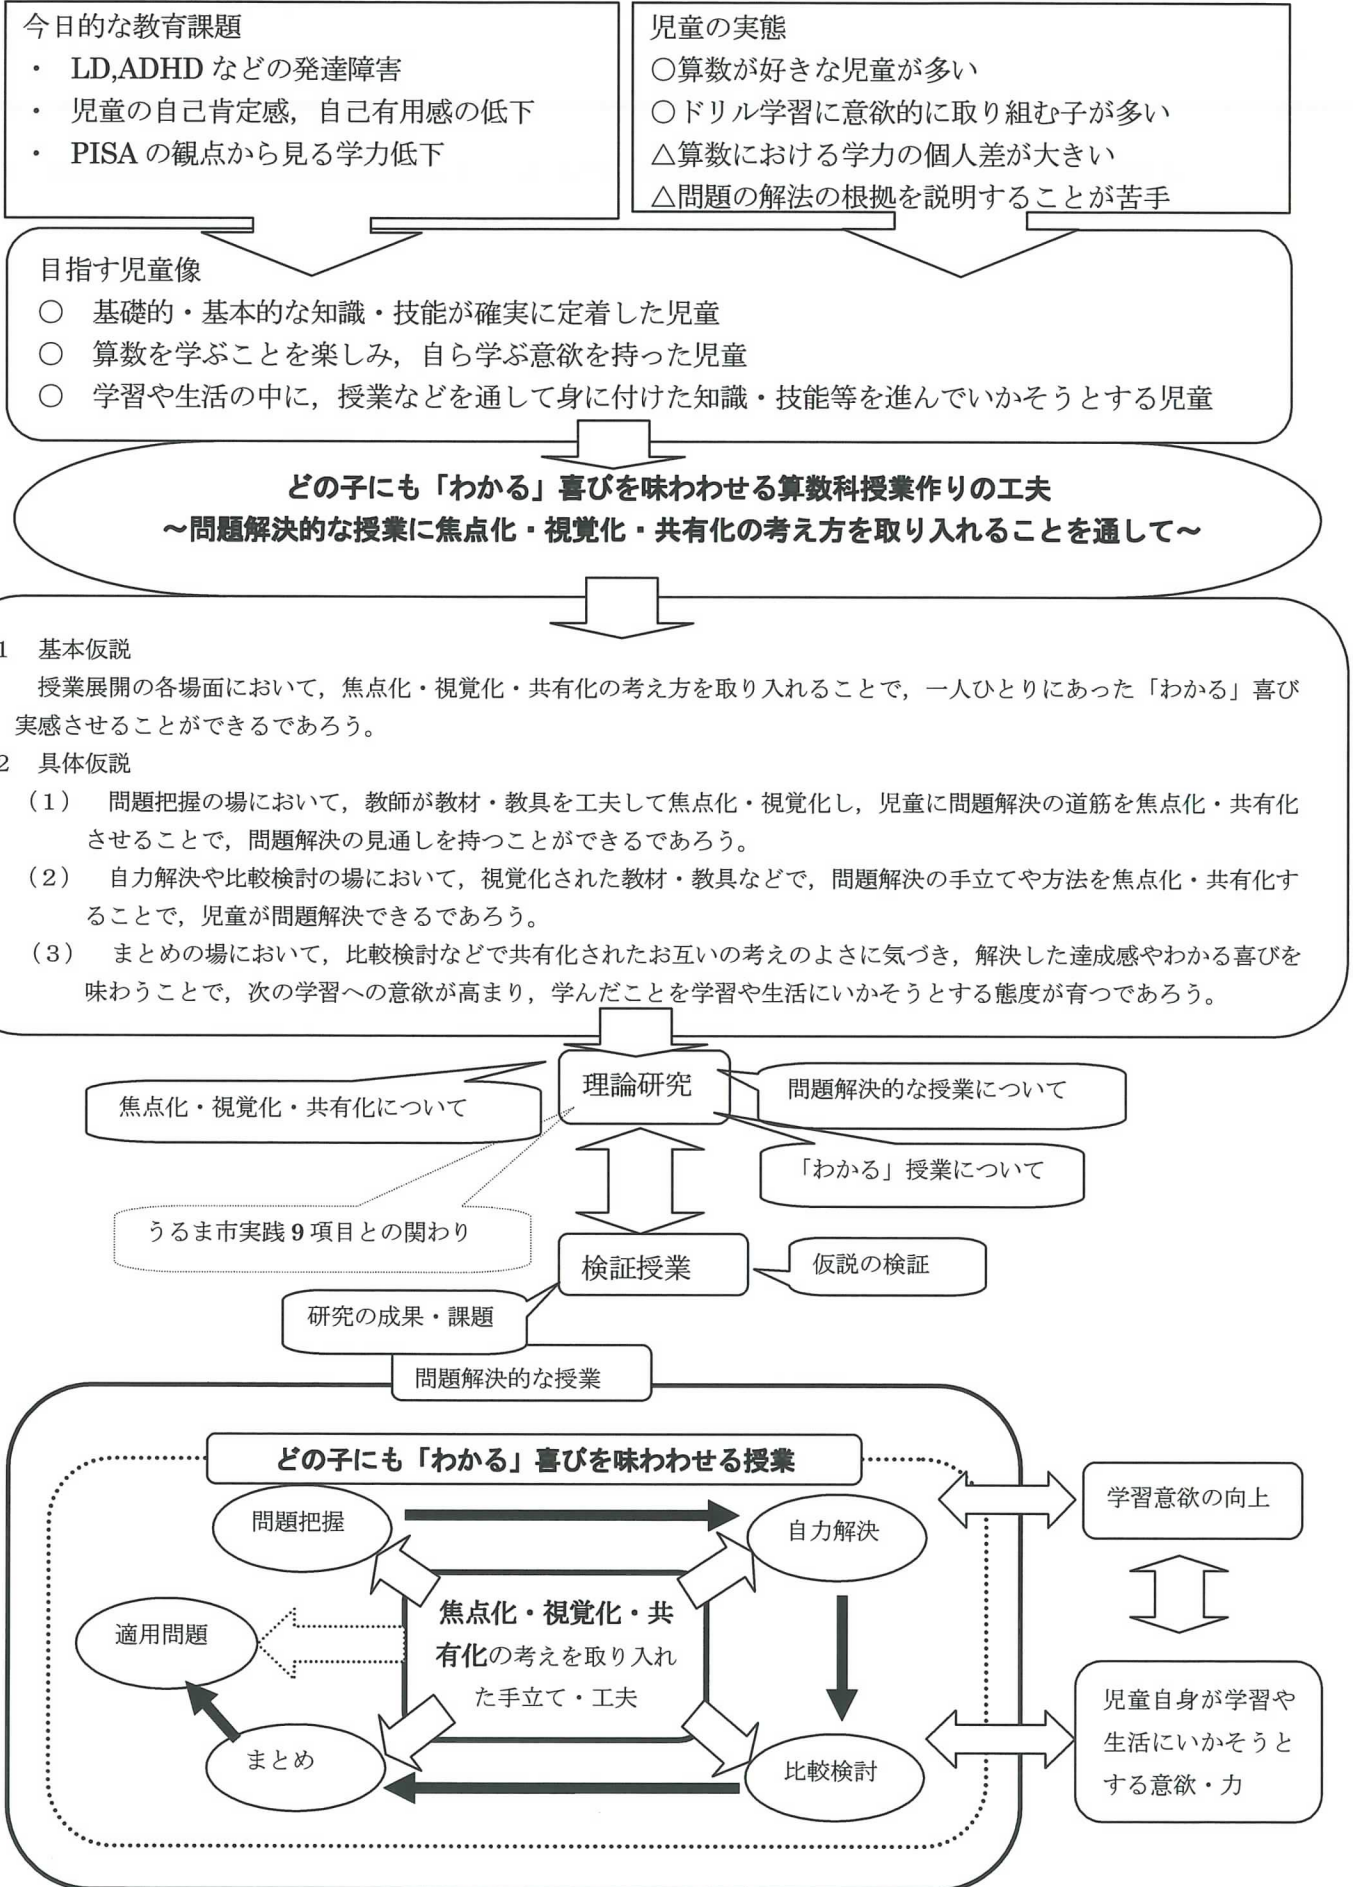 今日的な教育課題
・ LD,ADHD などの発達障害
・ 児童の自己肯定感，自己有用感の低下
・ PISA の観点から見る学力低下
児童の実態
○算数が好きな児童が多い
○ドリル学習に意欲的に取り組む子が多い
△算数における学力の個人差が大きい
△問題の解法の根拠を説明することが苦手
目指す児童像
○ 基礎的・基本的な知識・技能が確実に定着した児童
○ 算数を学ぶことを楽しみ，自ら学ぶ意欲を持った児童
○ 学習や生活の中に，授業などを通して身に付けた知識・技能等を進んでいかそうとする児童
どの子にも「わかる」喜びを味わわせる算数科授業作りの工夫
～問題解決的な授業に焦点化・視覚化・共有化の考え方を取り入れることを通して～
1 基本仮説
授業展開の各場面において，焦点化・視覚化・共有化の考え方を取り入れることで，一人ひとりにあった「わかる」喜び
実感させることができるであろう。
2 具体仮説
（１） 問題把握の場において，教師が教材・教具を工夫して焦点化・視覚化し，児童に問題解決の道筋を焦点化・共有化
させることで，問題解決の見通しを持つことができるであろう。
（２） 自力解決や比較検討の場において，視覚化された教材・教具などで，問題解決の手立てや方法を焦点化・共有化す
ることで，児童が問題解決できるであろう。
（３） まとめの場において，比較検討などで共有化されたお互いの考えのよさに気づき，解決した達成感やわかる喜びを
味わうことで，次の学習への意欲が高まり，学んだことを学習や生活にいかそうとする態度が育つであろう。
理論研究
焦点化・視覚化・共有化について
問題解決的な授業について
「わかる」授業について
うるま市実践 9 項目との関わり
検証授業
仮説の検証
研究の成果・課題
問題解決的な授業
どの子にも「わかる」喜びを味わわせる授業
問題把握
自力解決
学習意欲の向上
焦点化・視覚化・共
有化の考えを取り入れ
た手立て・工夫
適用問題
まとめ
比較検討
児童自身が学習や
生活にいかそうと
する意欲・力